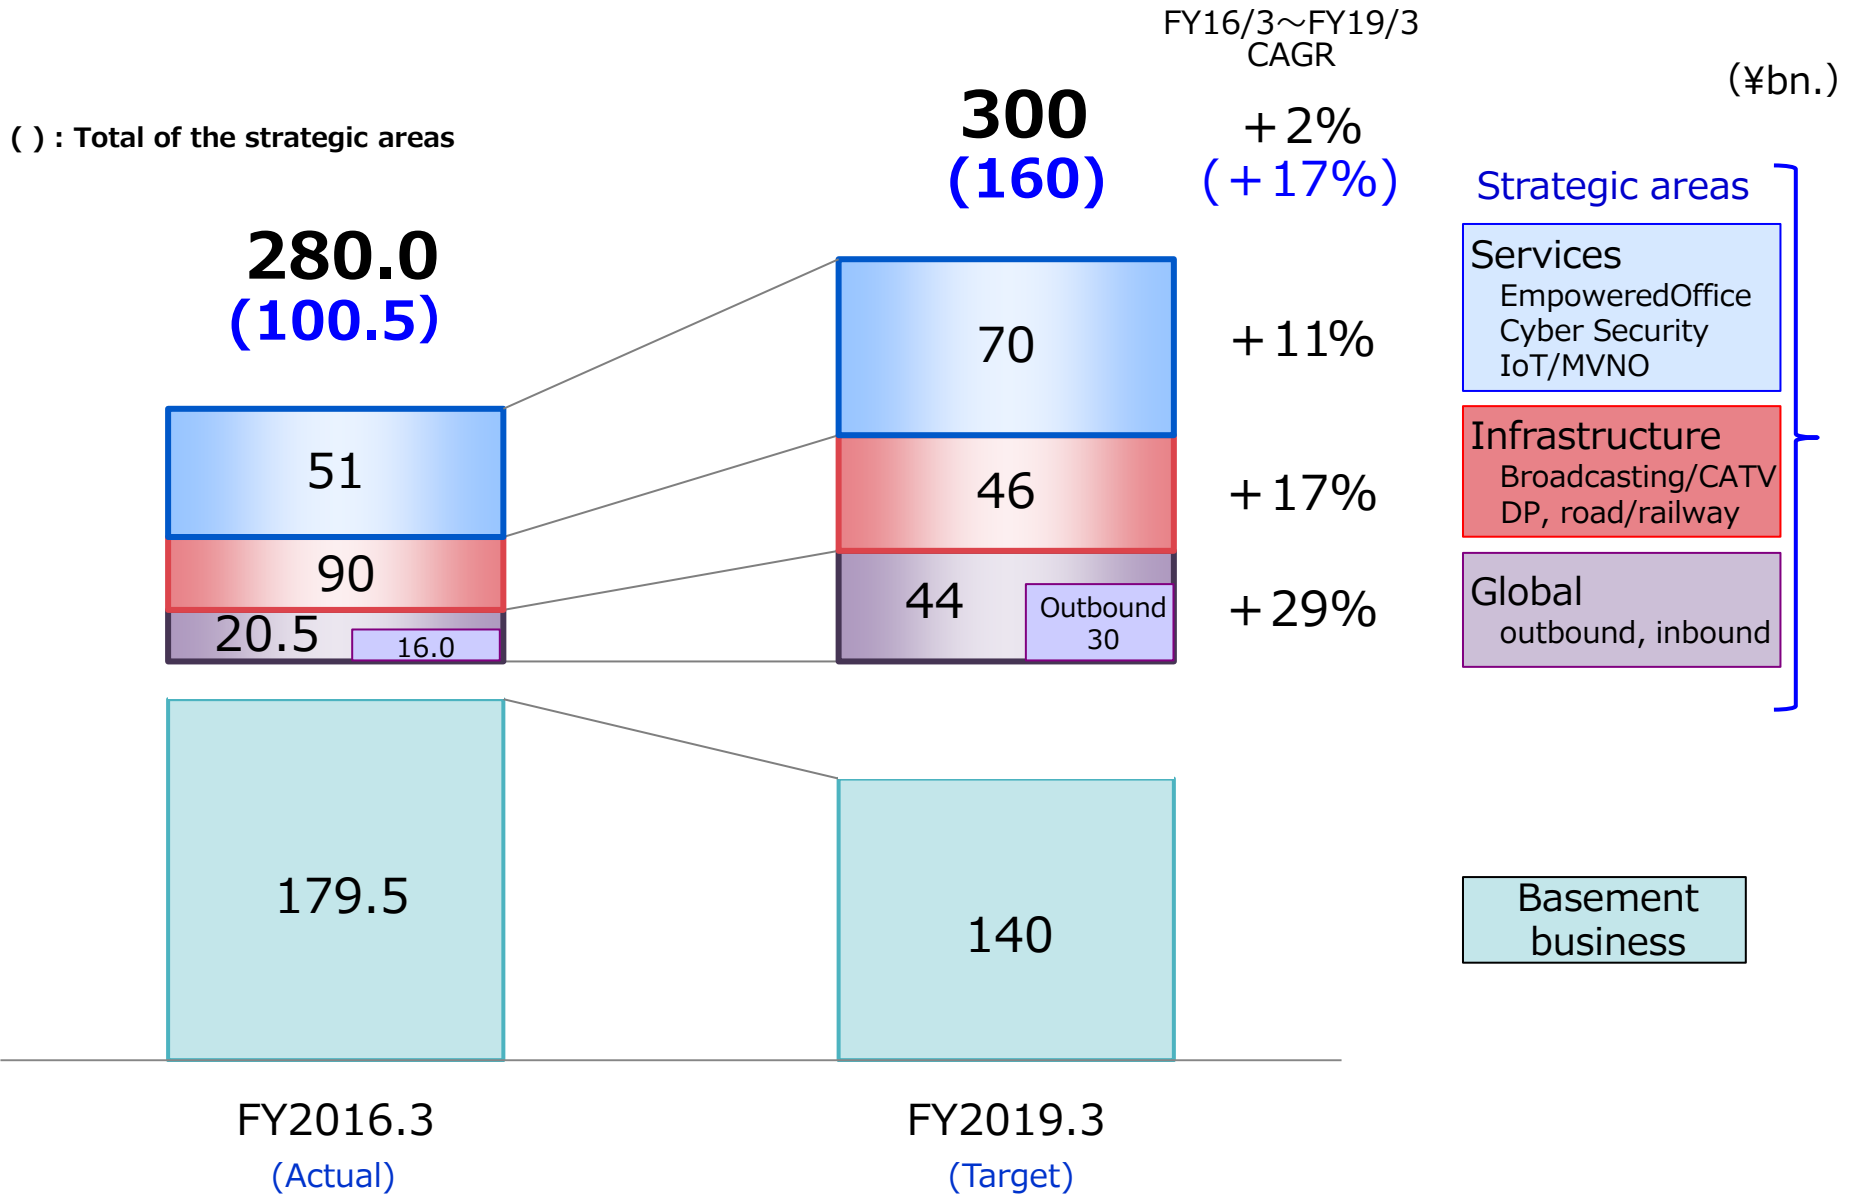 FY16/3～FY19/3
CAGR
(¥bn.)
( ) : Total of the strategic areas
300
(160)
+2%
(+17%)
280.0
(100.5)
Strategic areas
Services
EmpoweredOffice
Cyber Security
IoT/MVNO
70
+11%
51
Infrastructure
Broadcasting/CATV
DP, road/railway
46
+17%
90
Global
outbound, inbound
44
Outbound
30
+29%
20.5
16.0
179.5
140
Basement
business
FY2016.3
(Actual)
FY2019.3
(Target)